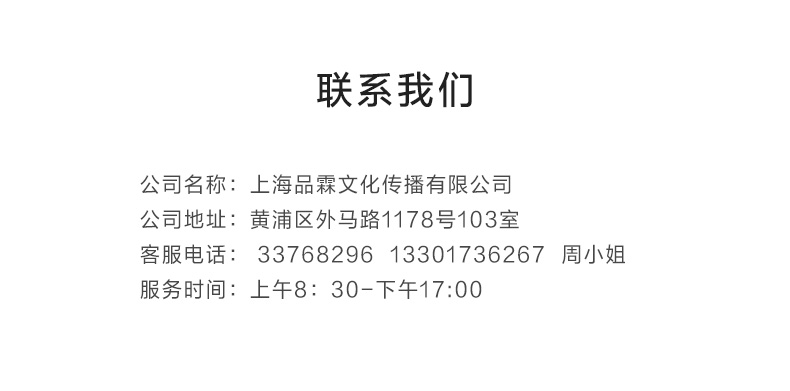 联系我们
公司名称：上海品霖文化传播有限公司
公司地址：黄浦区外马路1178号103室
客服电话： 33768296 13301736267 周小姐
服务时间：上午8：30-下午17:00